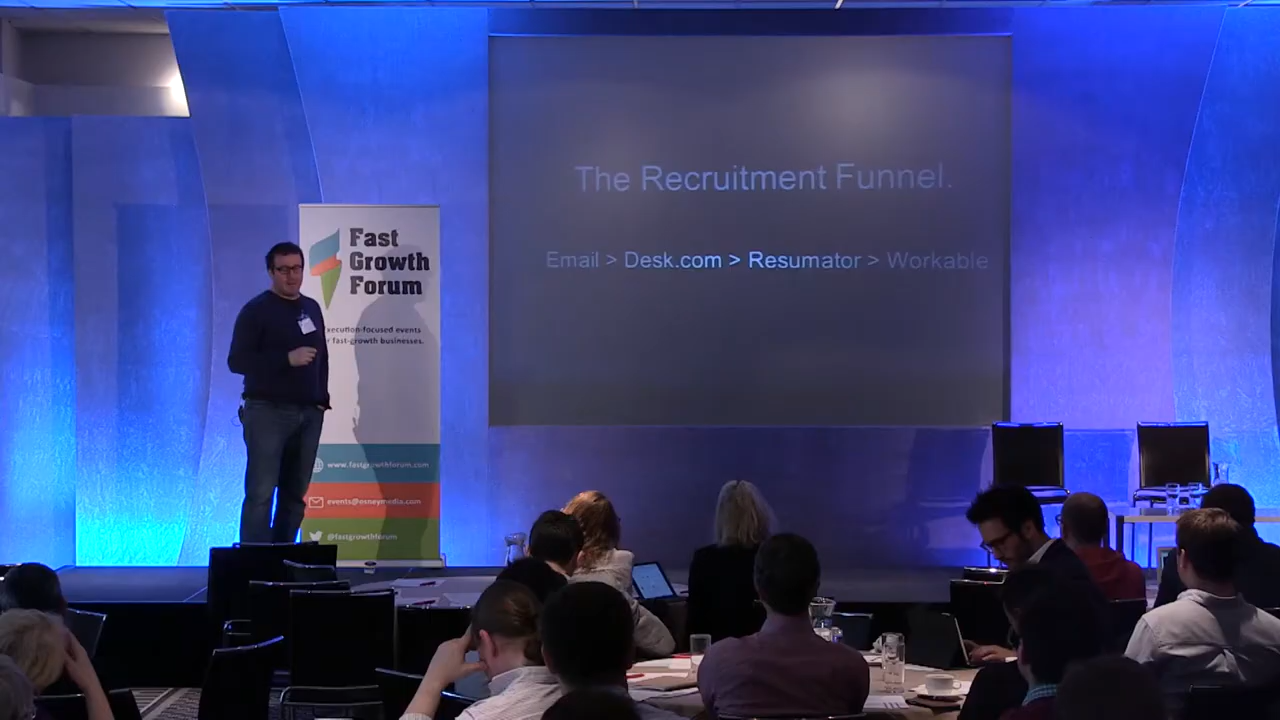 The Recruitment Funnel.
Email > Desk.com > Resumator > Workable
Fast
Growth
Forum
execution-focused events
fast-growth businesses.
www.fastgrowthforum.com
events@osneymedia.com
@fastgrowthforum